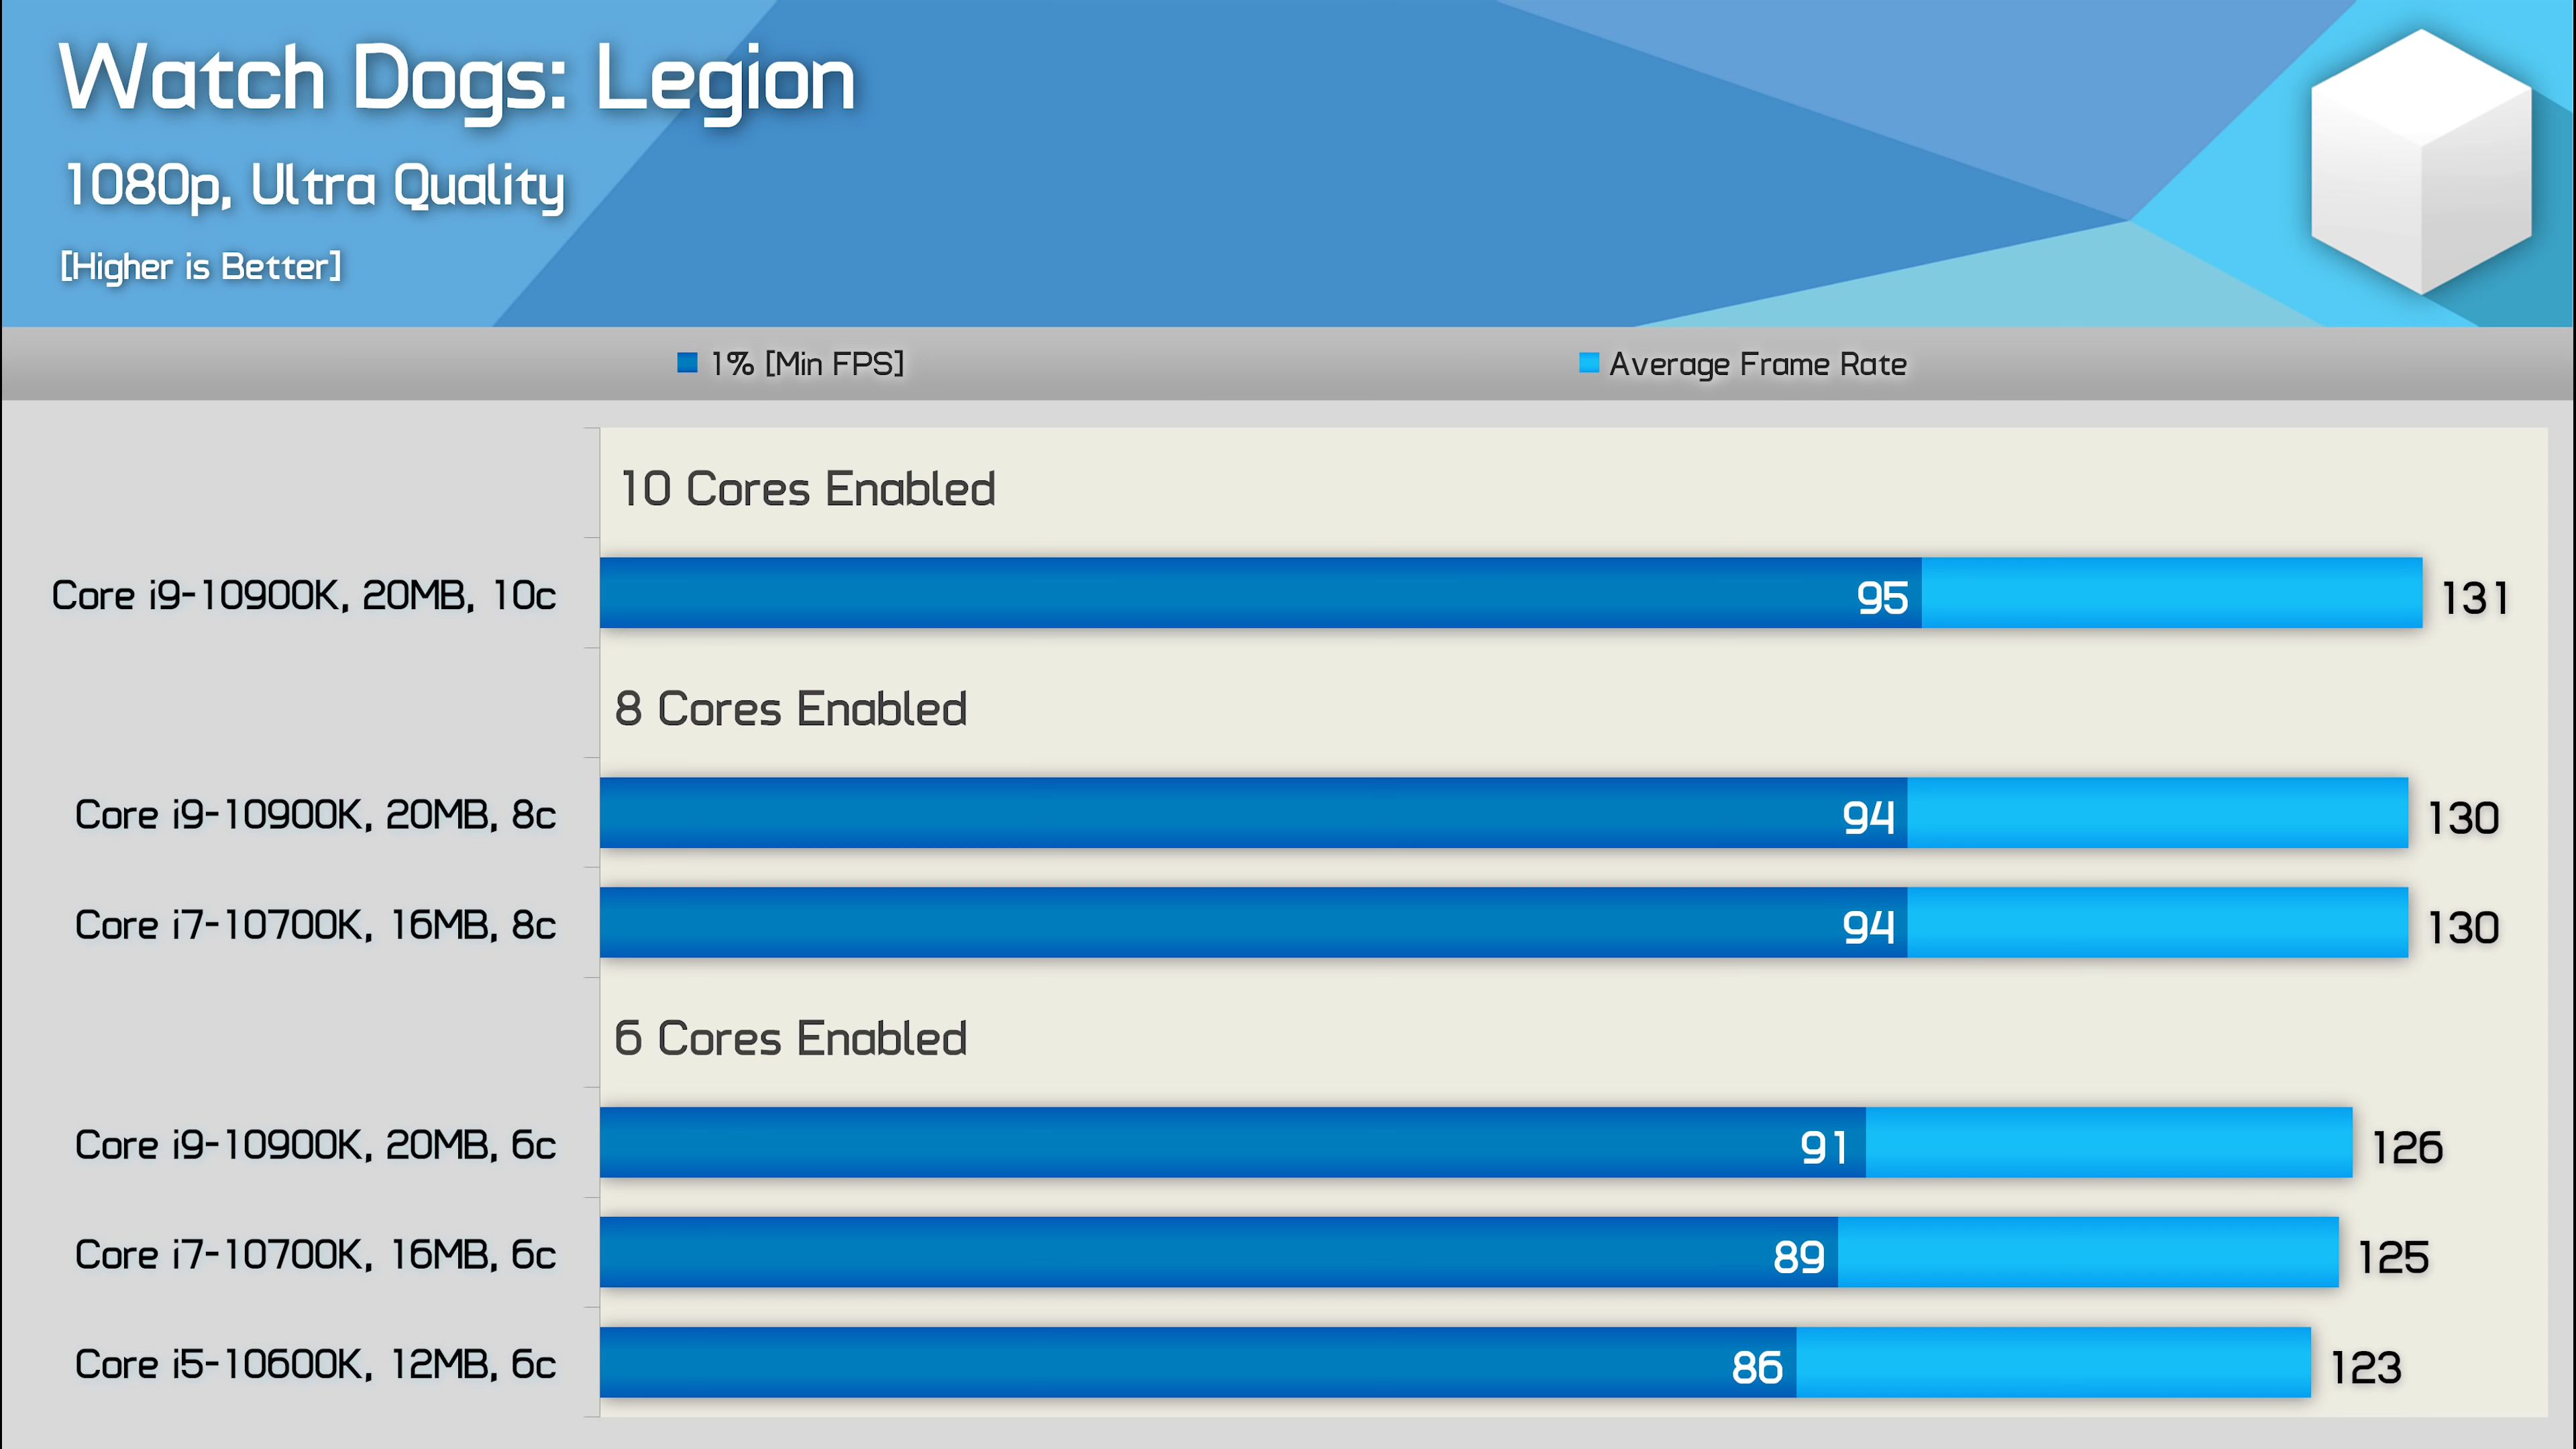 Watch Dogs: Legion
1080p, Ultra Quality
[Higher is Better]
1% [Min FPS]
Average Frame Rate
10 Cores Enabled
Core i9-10900K, 20MB, 10c 95 131
8 Cores Enabled
Core i9-10900K, 20MB, 8c 94 130
Core i7-10700K, 16MB, 8c 94 130
6 Cores Enabled
Core i9-10900K, 20MB, 6c 91 126
Core i7-10700K, 16MB, 6c 89 125
Core i5-10600K, 12MB, 6c 86 123